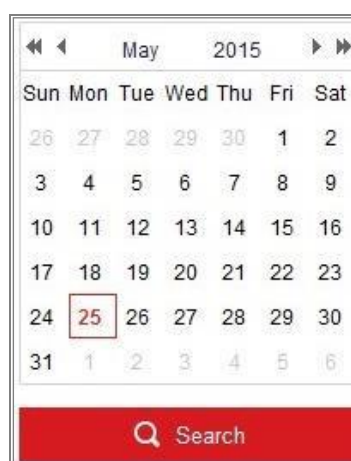 May 2015
Sun Mon Tue Wed Thu Fri Sat
26 27 28 29 30 1 2
3 4 5 6 7 8 9
10 11 12 13 14 15 16
17 18 19 20 21 22 23
24 25 26 27 28 29 30
31 1 2 3 4 5 6
Search